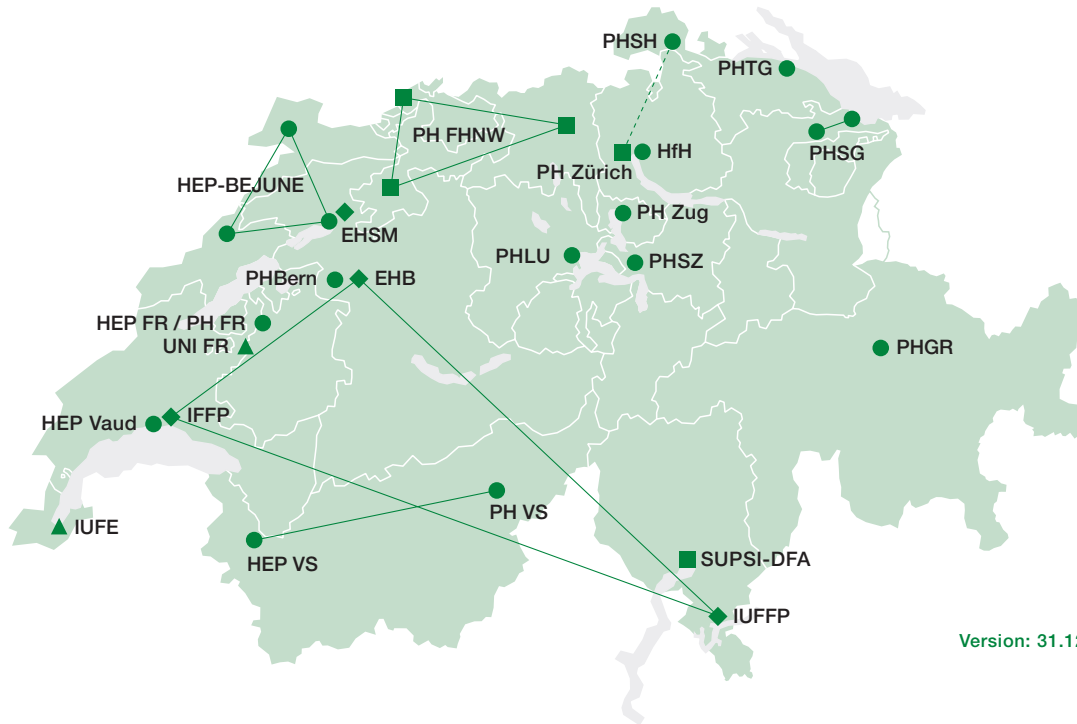 PHSH
PHTG
PH FHNW
PHSG
HfH
PH Zürich
HEP-BEJUNE
PH Zug
EHSM
PHLU
PHSZ
PHBern
EHB
HEP FR / PH FR
UNI FR
PHGR
IFFP
HEP Vaud
PH VS
IUFE
HEP VS
SUPSI-DFA
IUFFP
Version: 31.12